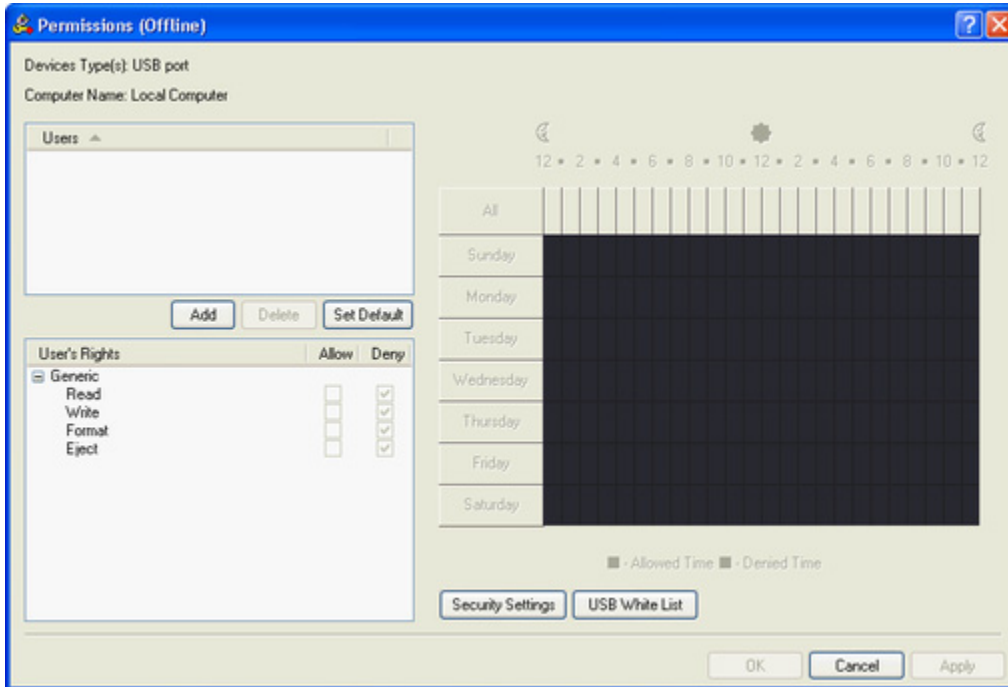 Permissions (Offline)
Devices Type(s): USB port
Computer Name: Local Computer
Users
Add Delete Set Default
User's Rights Allow Deny
Generic
Read
Write
Format
Eject
12 • 2 • 4 • 6 • 8 • 10 • 12 • 2 • 4 • 6 • 8 • 10 • 12
All
Sunday
Monday
Tuesday
Wednesday
Thursday
Friday
Saturday
- Allowed Time - Denied Time
Security Settings USB White List
OK Cancel Apply